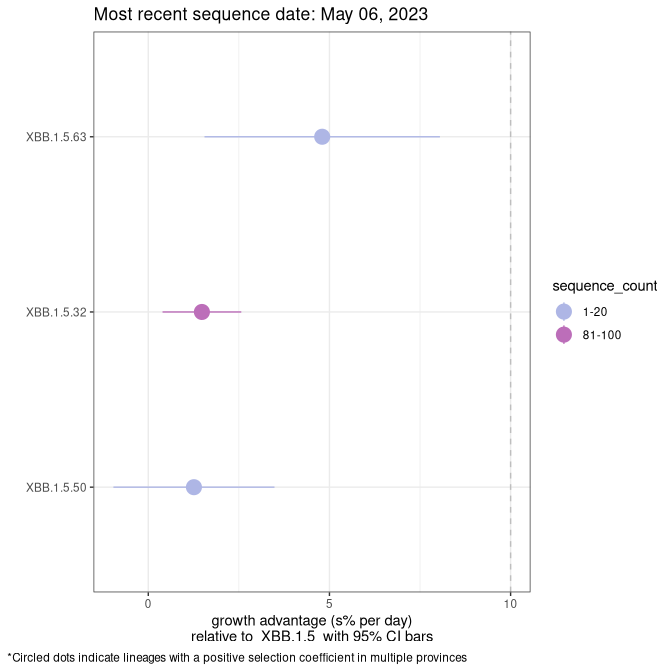 Most recent sequence date: May 06, 2023
XBB.1.5.63
XBB.1.5.32
XBB.1.5.50
sequence_count
1-20
81-100
0 5 10
growth advantage (s% per day)
relative to XBB.1.5 with 95% CI bars
*Circled dots indicate lineages with a positive selection coefficient in multiple provinces